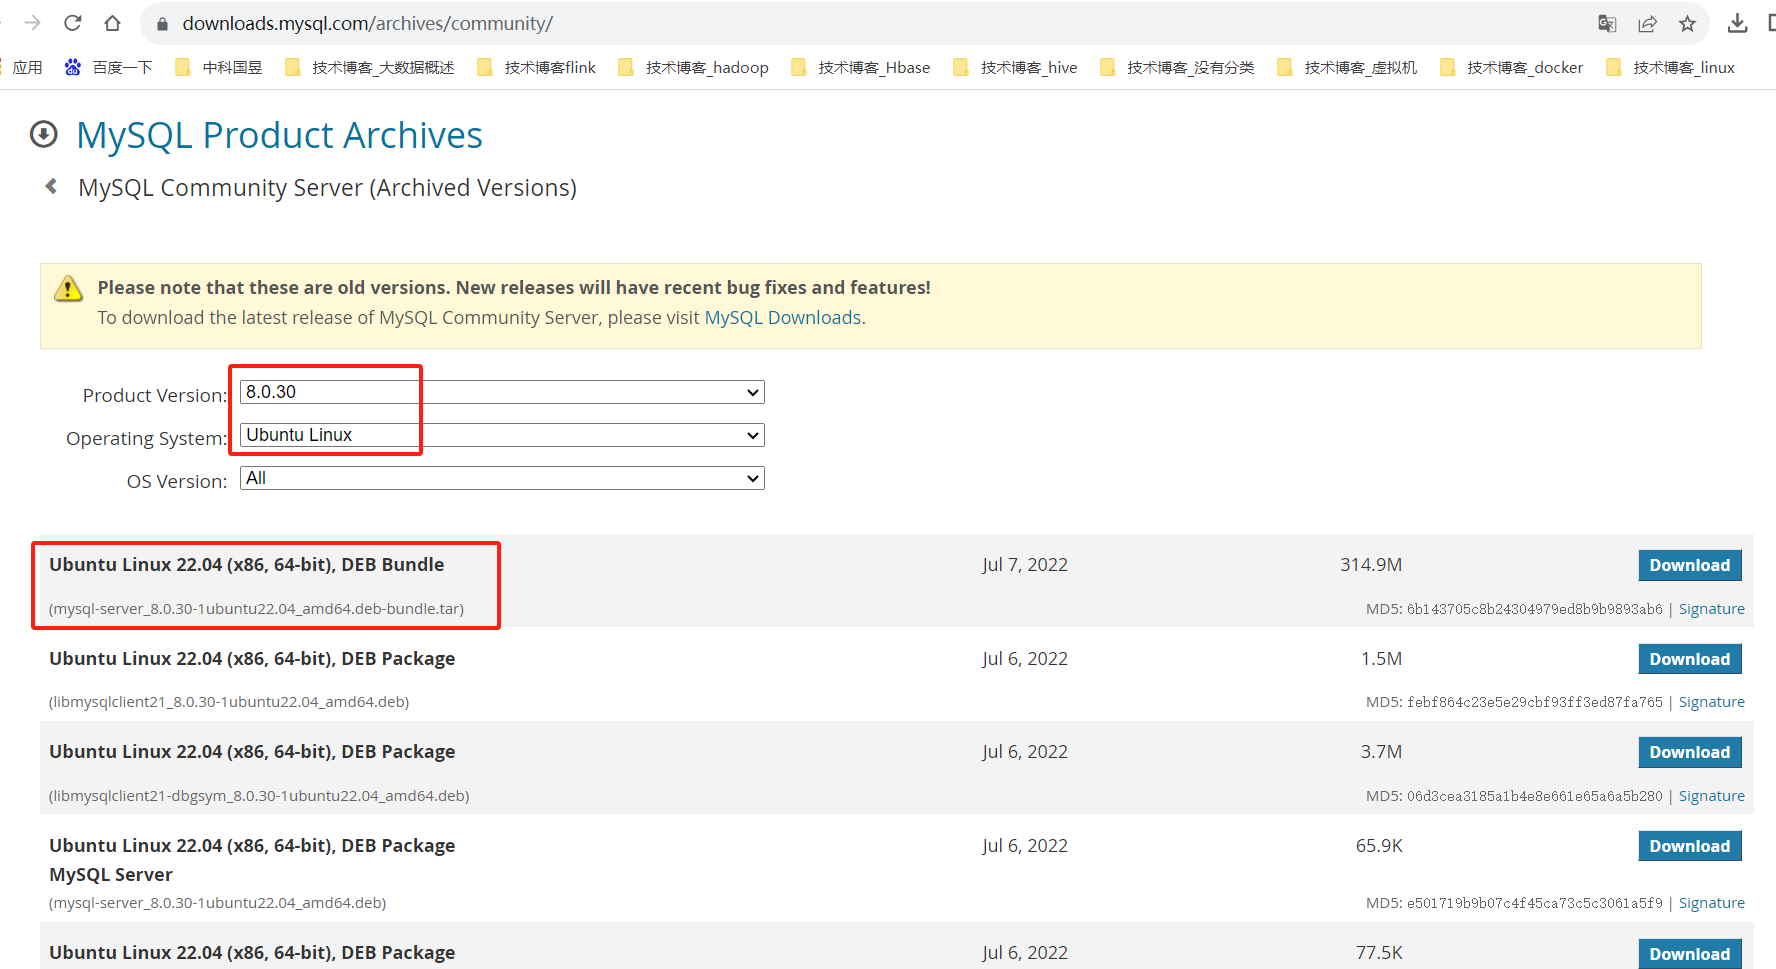 downloads.mysql.com/archives/community/
应用 百度一下 中科国昱 技术博客_大数据概述 技术博客flink 技术博客_hadoop 技术博客_Hbase 技术博客_hive 技术博客_没有分类 技术博客_虚拟机 技术博客_docker 技术博客_linux
MySQL Product Archives
MySQL Community Server (Archived Versions)
Please note that these are old versions. New releases will have recent bug fixes and features!
To download the latest release of MySQL Community Server, please visit MySQL Downloads.
Product Version: 8.0.30
Operating System: Ubuntu Linux
OS Version: All
Ubuntu Linux 22.04 (x86, 64-bit), DEB Bundle Jul 7, 2022 314.9M Download
(mysql-server_8.0.30-1ubuntu22.04_amd64.deb-bundle.tar) MD5: 6b143705c8b24304979ed8b9b9893ab6 | Signature
Ubuntu Linux 22.04 (x86, 64-bit), DEB Package Jul 6, 2022 1.5M Download
(libmysqlclient21_8.0.30-1ubuntu22.04_amd64.deb) MD5: febf864c23e5e29cbf93ff3ed87fa765 | Signature
Ubuntu Linux 22.04 (x86, 64-bit), DEB Package Jul 6, 2022 3.7M Download
(libmysqlclient21-dbgsym_8.0.30-1ubuntu22.04_amd64.deb) MD5: 06d3cea3185a1b4e8e661e65a6a5b280 | Signature
Ubuntu Linux 22.04 (x86, 64-bit), DEB Package Jul 6, 2022 65.9K Download
MySQL Server
(mysql-server_8.0.30-1ubuntu22.04_amd64.deb) MD5: e501719b9b07c4f45ca73c5c3061a5f9 | Signature
Ubuntu Linux 22.04 (x86, 64-bit), DEB Package Jul 6, 2022 77.5K Download